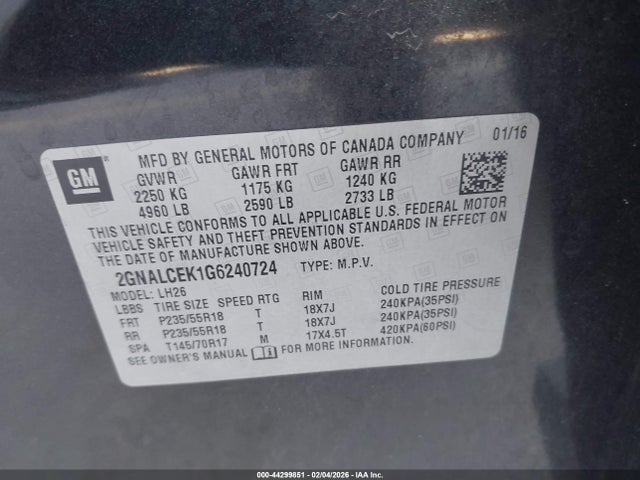 MFD BY GENERAL MOTORS OF CANADA COMPANY 01/16
GM
GVWR GAWR FRT GAWR RR
2250 KG 1175 KG 1240 KG
4960 LB 2590 LB 2733 LB
THIS VEHICLE CONFORMS TO ALL APPLICABLE U.S. FEDERAL MOTOR
VEHICLE SAFETY AND THEFT PREVENTION STANDARDS IN EFFECT ON
THE DATE OF MANUFACTURE SHOWN ABOVE.
2GNALCEK1G6240724 TYPE: M.P.V.
MODEL: LH26
LBBS TIRE SIZE SPEED RTG RIM COLD TIRE PRESSURE
FRT P235/55R18 T 18X7J 240KPA(35PSI)
RR P235/55R18 T 18X7J 240KPA(35PSI)
SPA T145/70R17 M 17X4.5T 420KPA(60PSI)
SEE OWNER'S MANUAL FOR MORE INFORMATION.
000-44299851 - 02/04/2026 - IAA Inc.